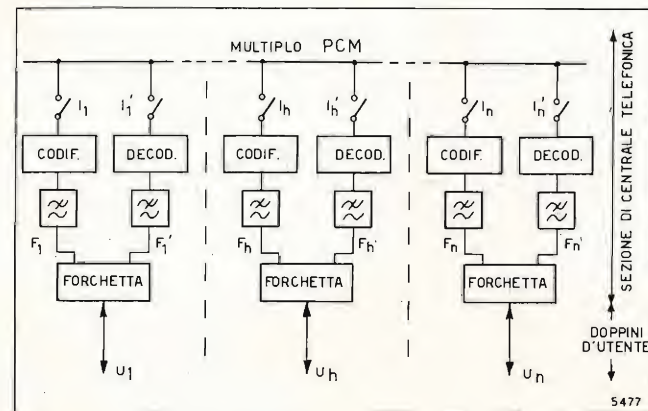 MULTIPLO PCM
I1 I1' Ih Ih' In In'
CODIF. DECOD. CODIF. DECOD. CODIF. DECOD.
F1 F1' Fh Fh' Fn Fn'
FORCHETTA FORCHETTA FORCHETTA
U1 Uh Un
SEZIONE DI CENTRALE TELEFONICA
DOPPINI
D'UTENTE
5477